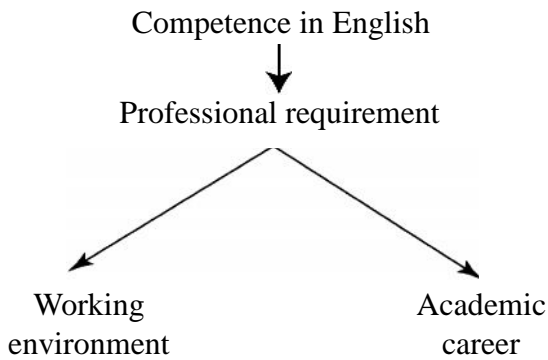 Competence in English
Professional requirement
Working
environment
Academic
career